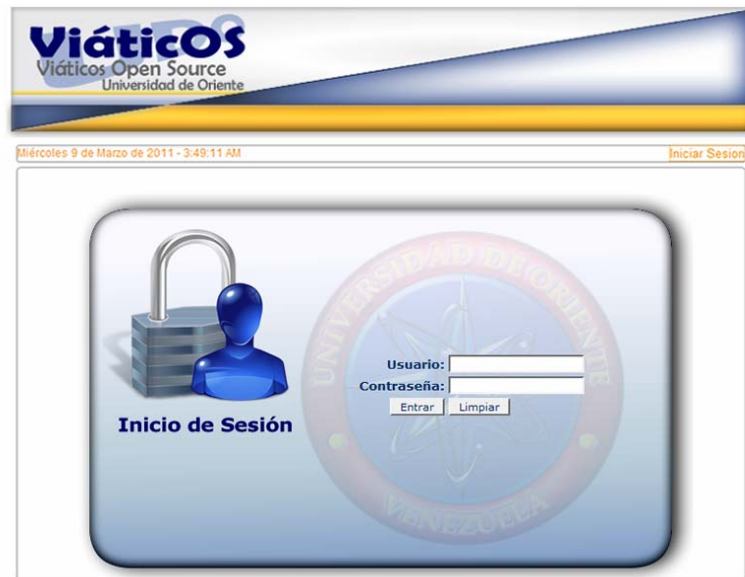 ViáticOS
Viáticos Open Source
Universidad de Oriente
Miércoles 9 de Marzo de 2011 - 3:49:11 AM
Iniciar Sesion
UNIVERSIDAD DE ORIENTE
Usuario:
Contraseña:
Entrar Limpiar
Inicio de Sesión
VENEZUELA